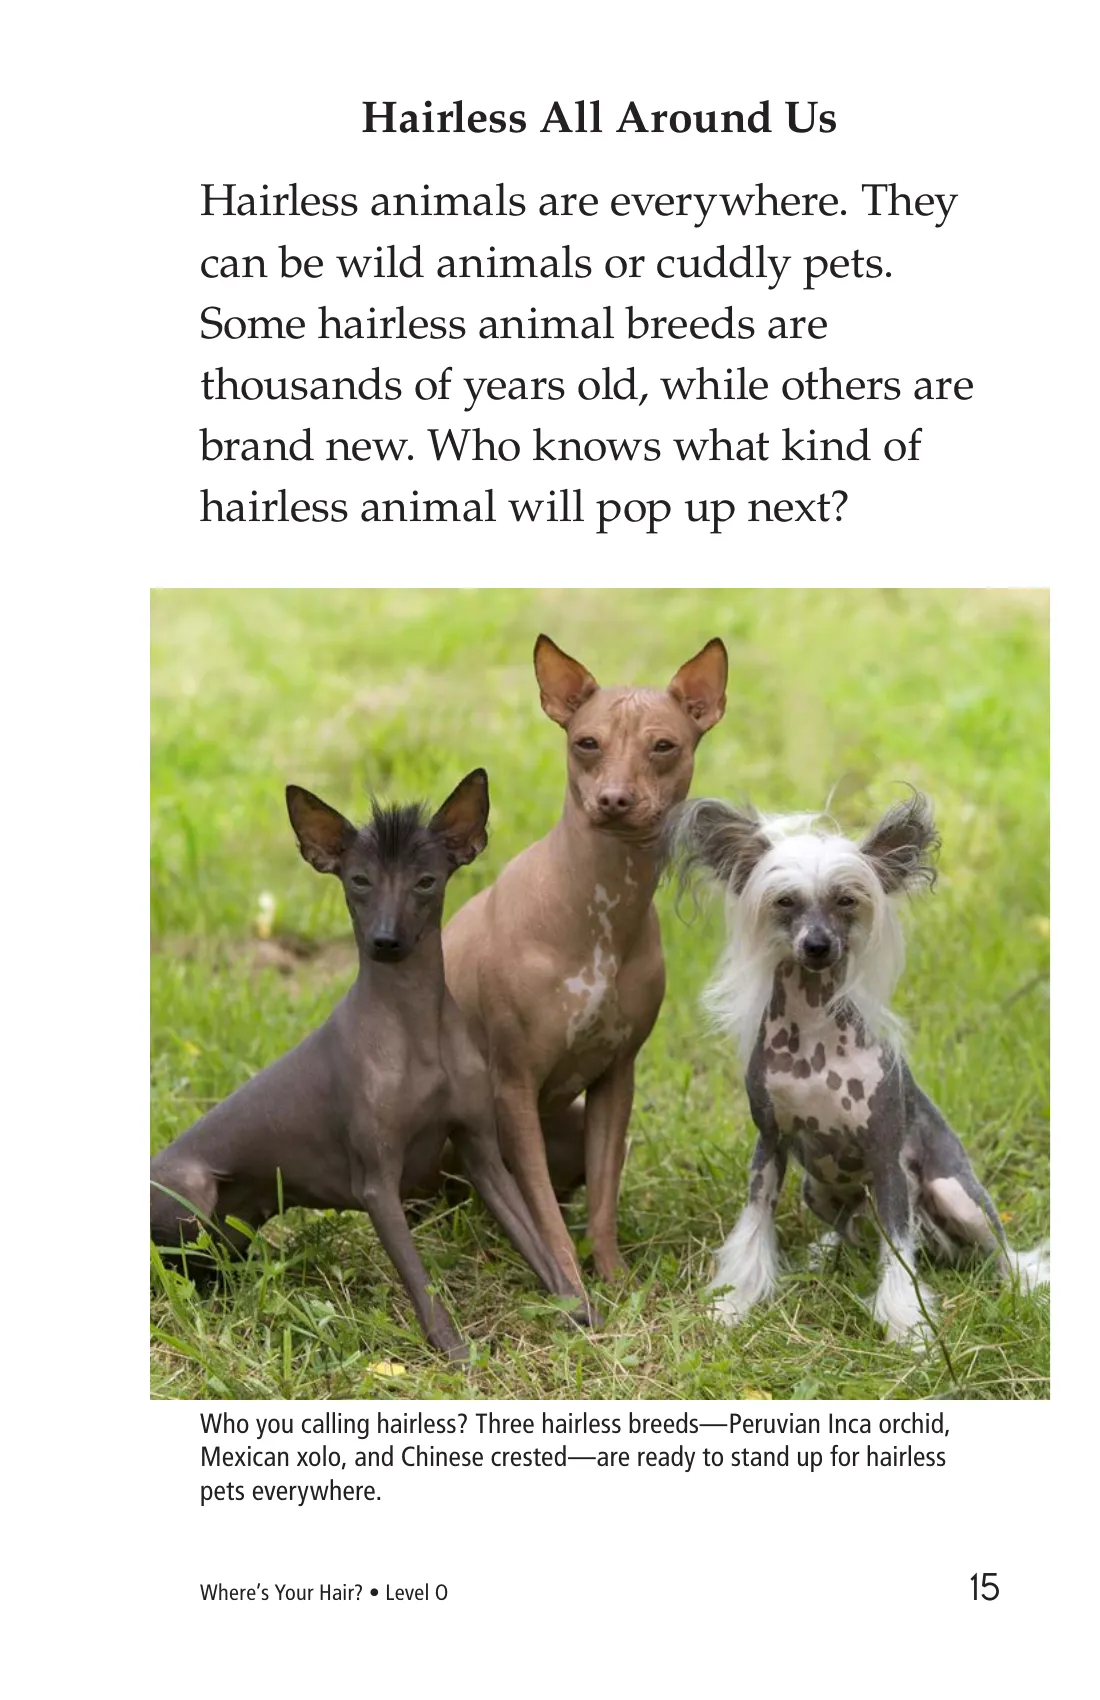 Hairless All Around Us
Hairless animals are everywhere. They
can be wild animals or cuddly pets.
Some hairless animal breeds are
thousands of years old, while others are
brand new. Who knows what kind of
hairless animal will pop up next?
Who you calling hairless? Three hairless breeds—Peruvian Inca orchid,
Mexican xolo, and Chinese crested—are ready to stand up for hairless
pets everywhere.
Where’s Your Hair? • Level O
15